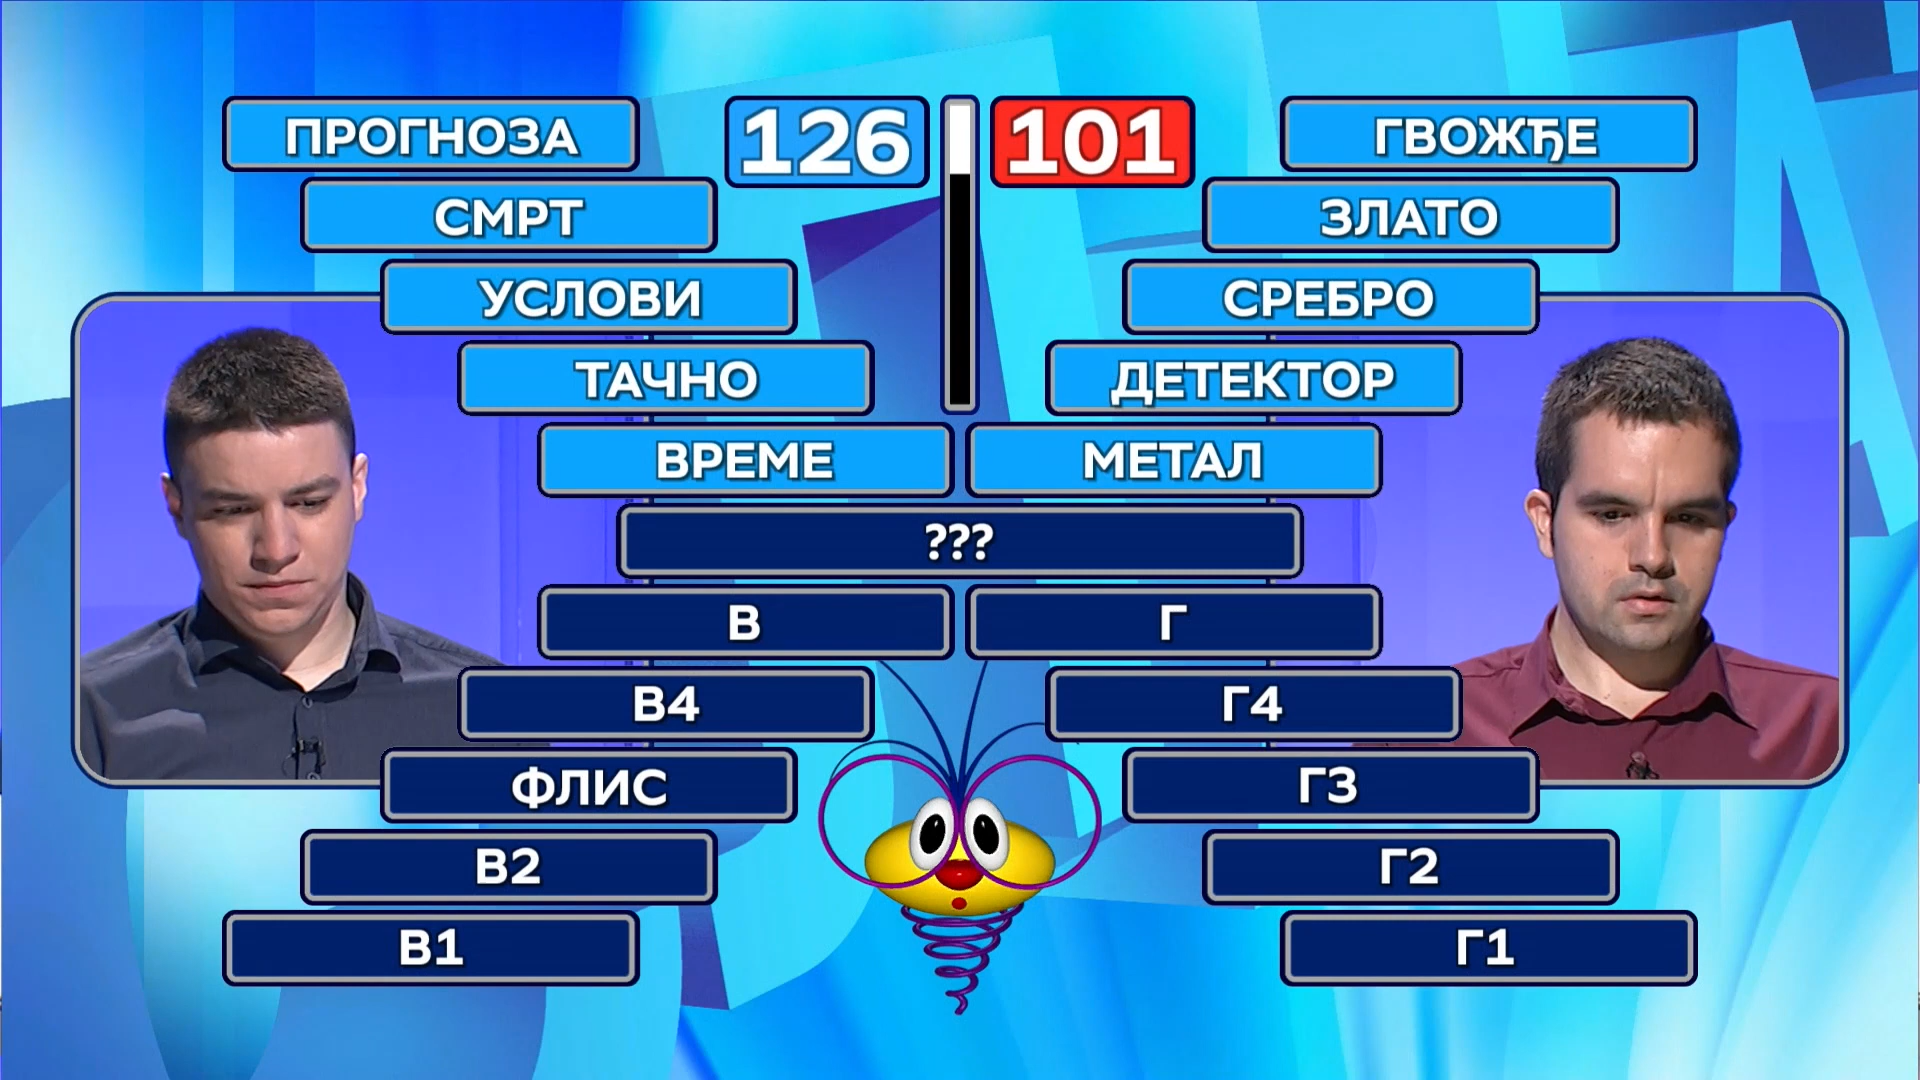 ПРОГНОЗА
126
101
ГВОЖЂЕ
СМРТ
ЗЛАТО
УСЛОВИ
СРЕБРО
ТАЧНО
ДЕТЕКТОР
ВРЕМЕ
МЕТАЛ
???
В
Г
В4
Г4
ФЛИС
Г3
В2
Г2
В1
Г1